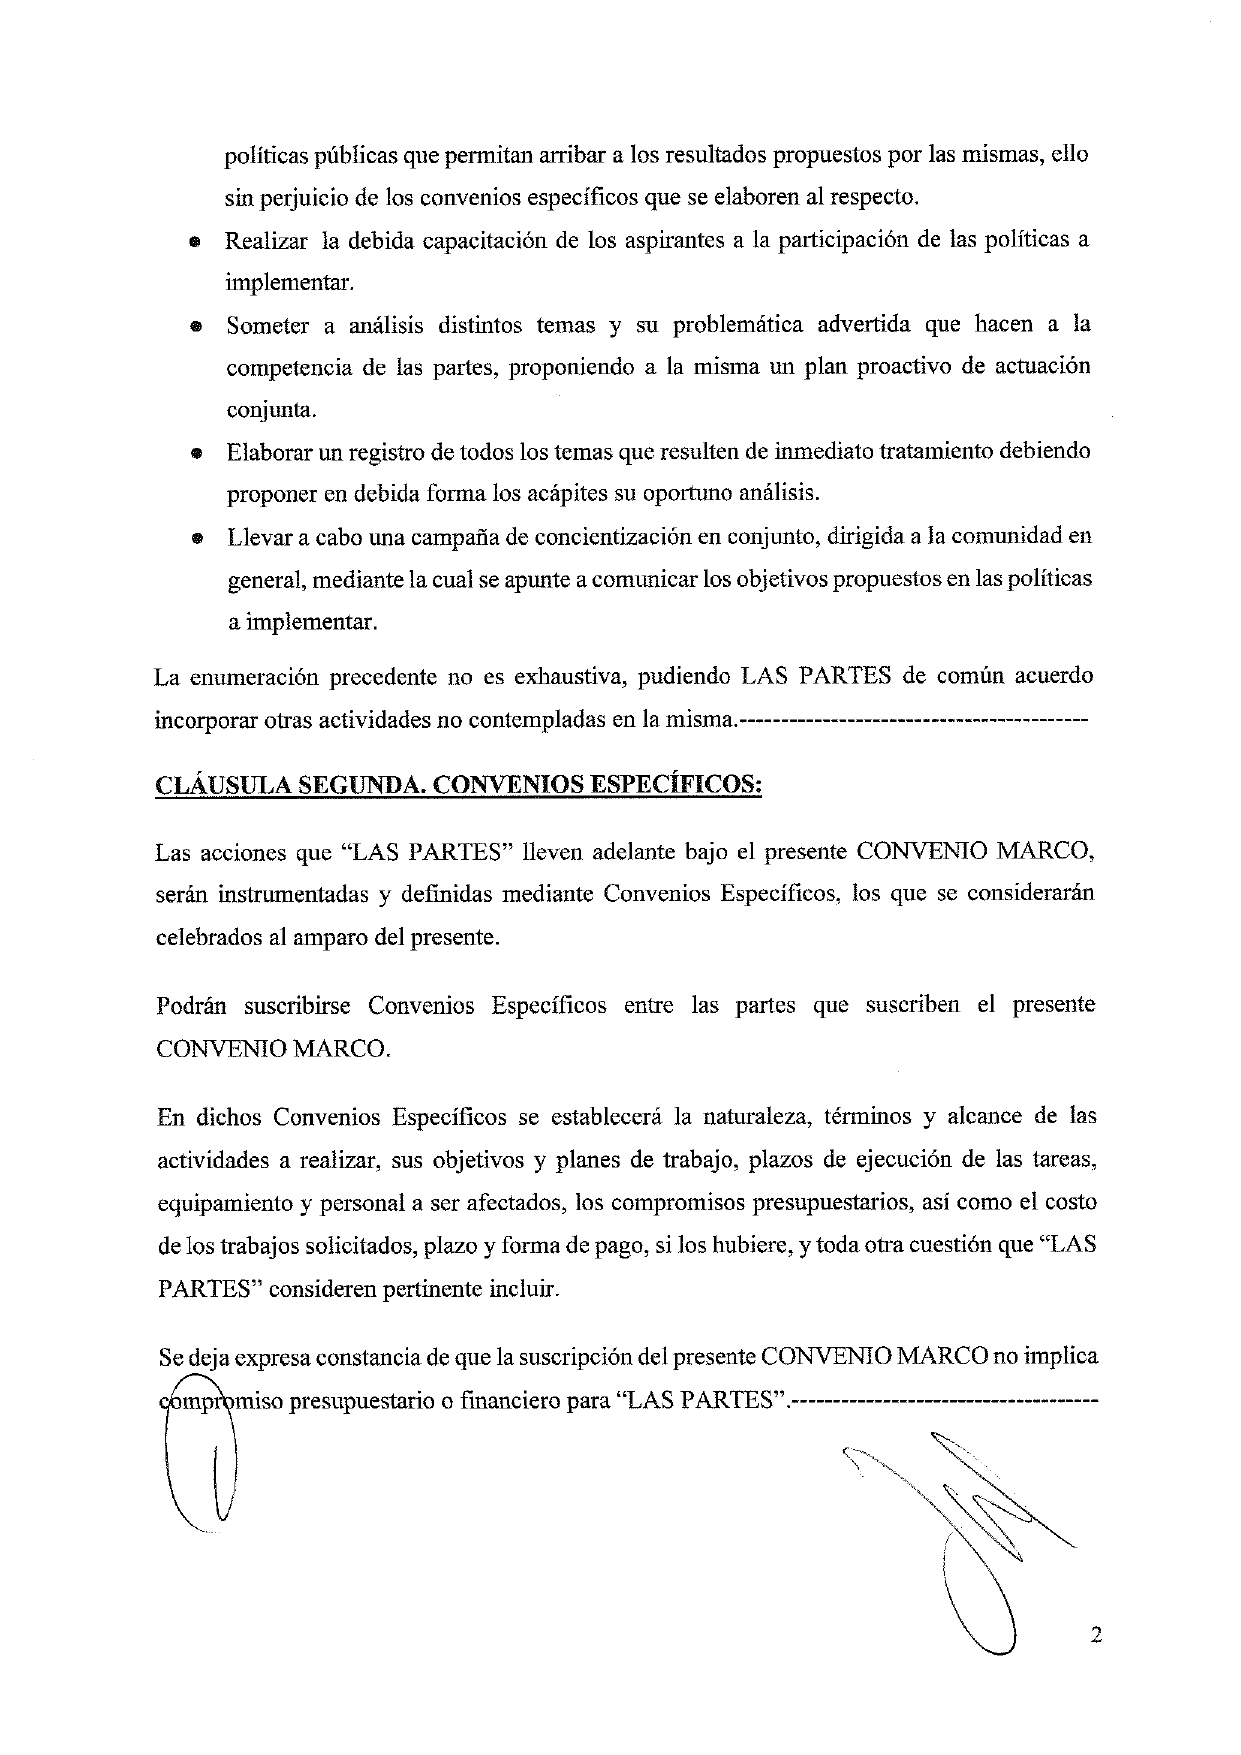 políticas públicas que permitan arribar a los resultados propuestos por las mismas, ello
sin perjuicio de los convenios específicos que se elaboren al respecto.
• Realizar la debida capacitación de los aspirantes a la participación de las políticas a
implementar.
• Someter a análisis distintos temas y su problemática advertida que hacen a la
competencia de las partes, proponiendo a la misma un plan proactivo de actuación
conjunta.
• Elaborar un registro de todos los temas que resulten de inmediato tratamiento debiendo
proponer en debida forma los acápites su oportuno análisis.
• Llevar a cabo una campaña de concientización en conjunto, dirigida a la comunidad en
general, mediante la cual se apunte a comunicar los objetivos propuestos en las políticas
a implementar.
La enumeración precedente no es exhaustiva, pudiendo LAS PARTES de común acuerdo
incorporar otras actividades no contempladas en la misma.------------------------------------------
CLÁUSULA SEGUNDA. CONVENIOS ESPECÍFICOS:
Las acciones que “LAS PARTES” lleven adelante bajo el presente CONVENIO MARCO,
serán instrumentadas y definidas mediante Convenios Específicos, los que se considerarán
celebrados al amparo del presente.
Podrán suscribirse Convenios Específicos entre las partes que suscriben el presente
CONVENIO MARCO.
En dichos Convenios Específicos se establecerá la naturaleza, términos y alcance de las
actividades a realizar, sus objetivos y planes de trabajo, plazos de ejecución de las tareas,
equipamiento y personal a ser afectados, los compromisos presupuestarios, así como el costo
de los trabajos solicitados, plazo y forma de pago, si los hubiere, y toda otra cuestión que “LAS
PARTES” consideren pertinente incluir.
Se deja expresa constancia de que la suscripción del presente CONVENIO MARCO no implica
compromiso presupuestario o financiero para “LAS PARTES”.-------------------------------------
2